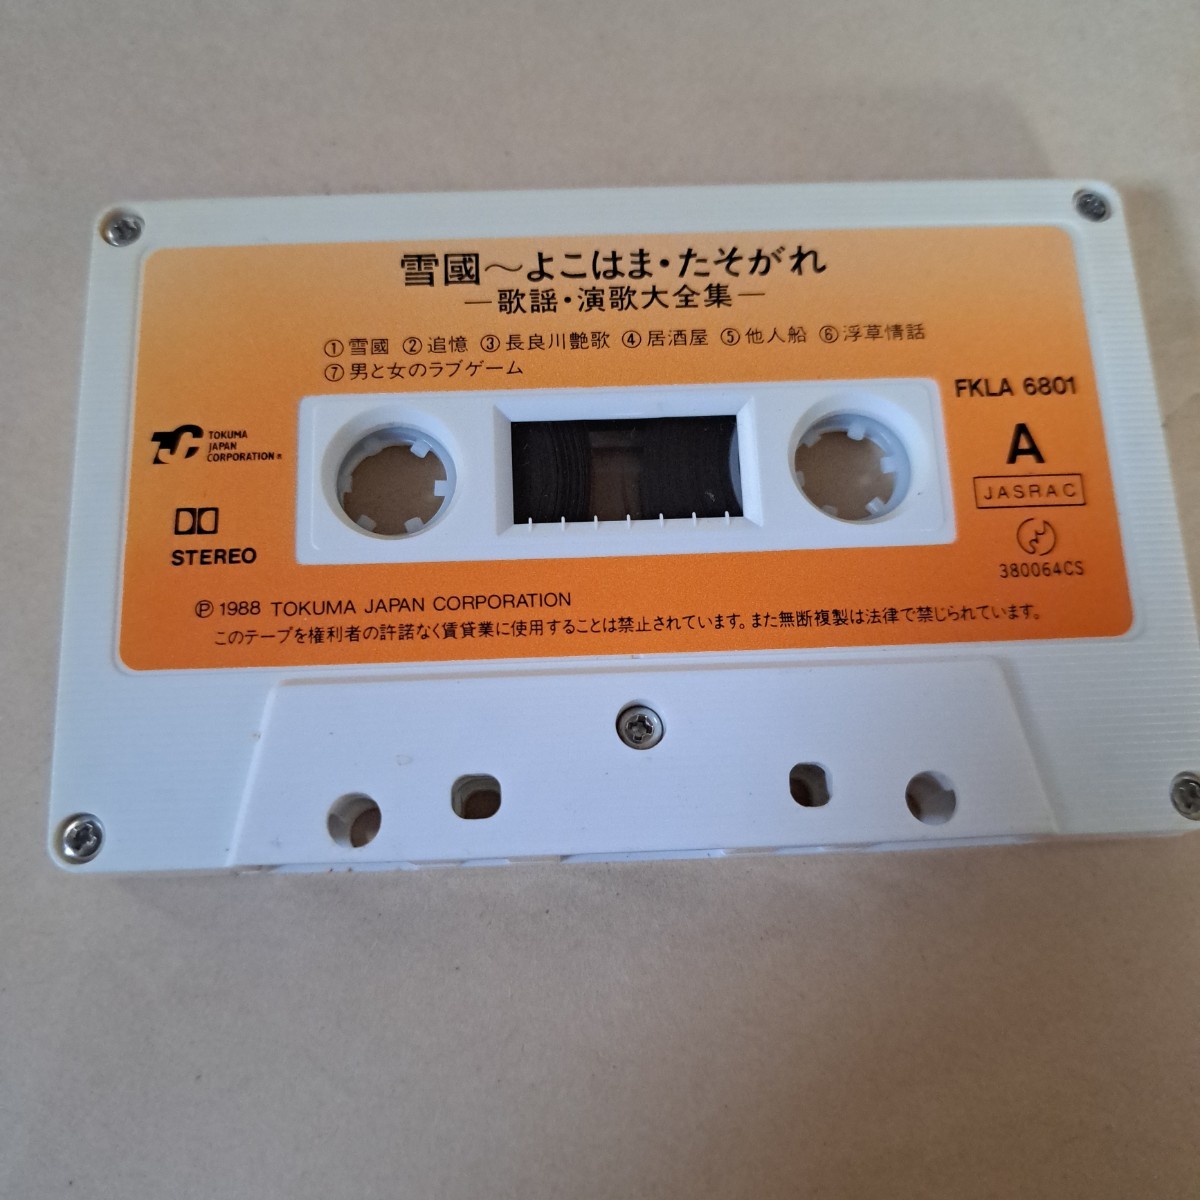 雪國～よこはま・たそがれ
―歌謡・演歌大全集―
①雪國 ②追憶 ③長良川艶歌 ④居酒屋 ⑤他人船 ⑥浮草情話
⑦男と女のラブゲーム
FKLA 6801
A
JASRAC
380064CS
TOKUMA
JAPAN
CORPORATION®
STEREO
Ⓟ 1988 TOKUMA JAPAN CORPORATION
このテープを権利者の許諾なく賃貸業に使用することは禁止されています。また無断複製は法律で禁じられています。